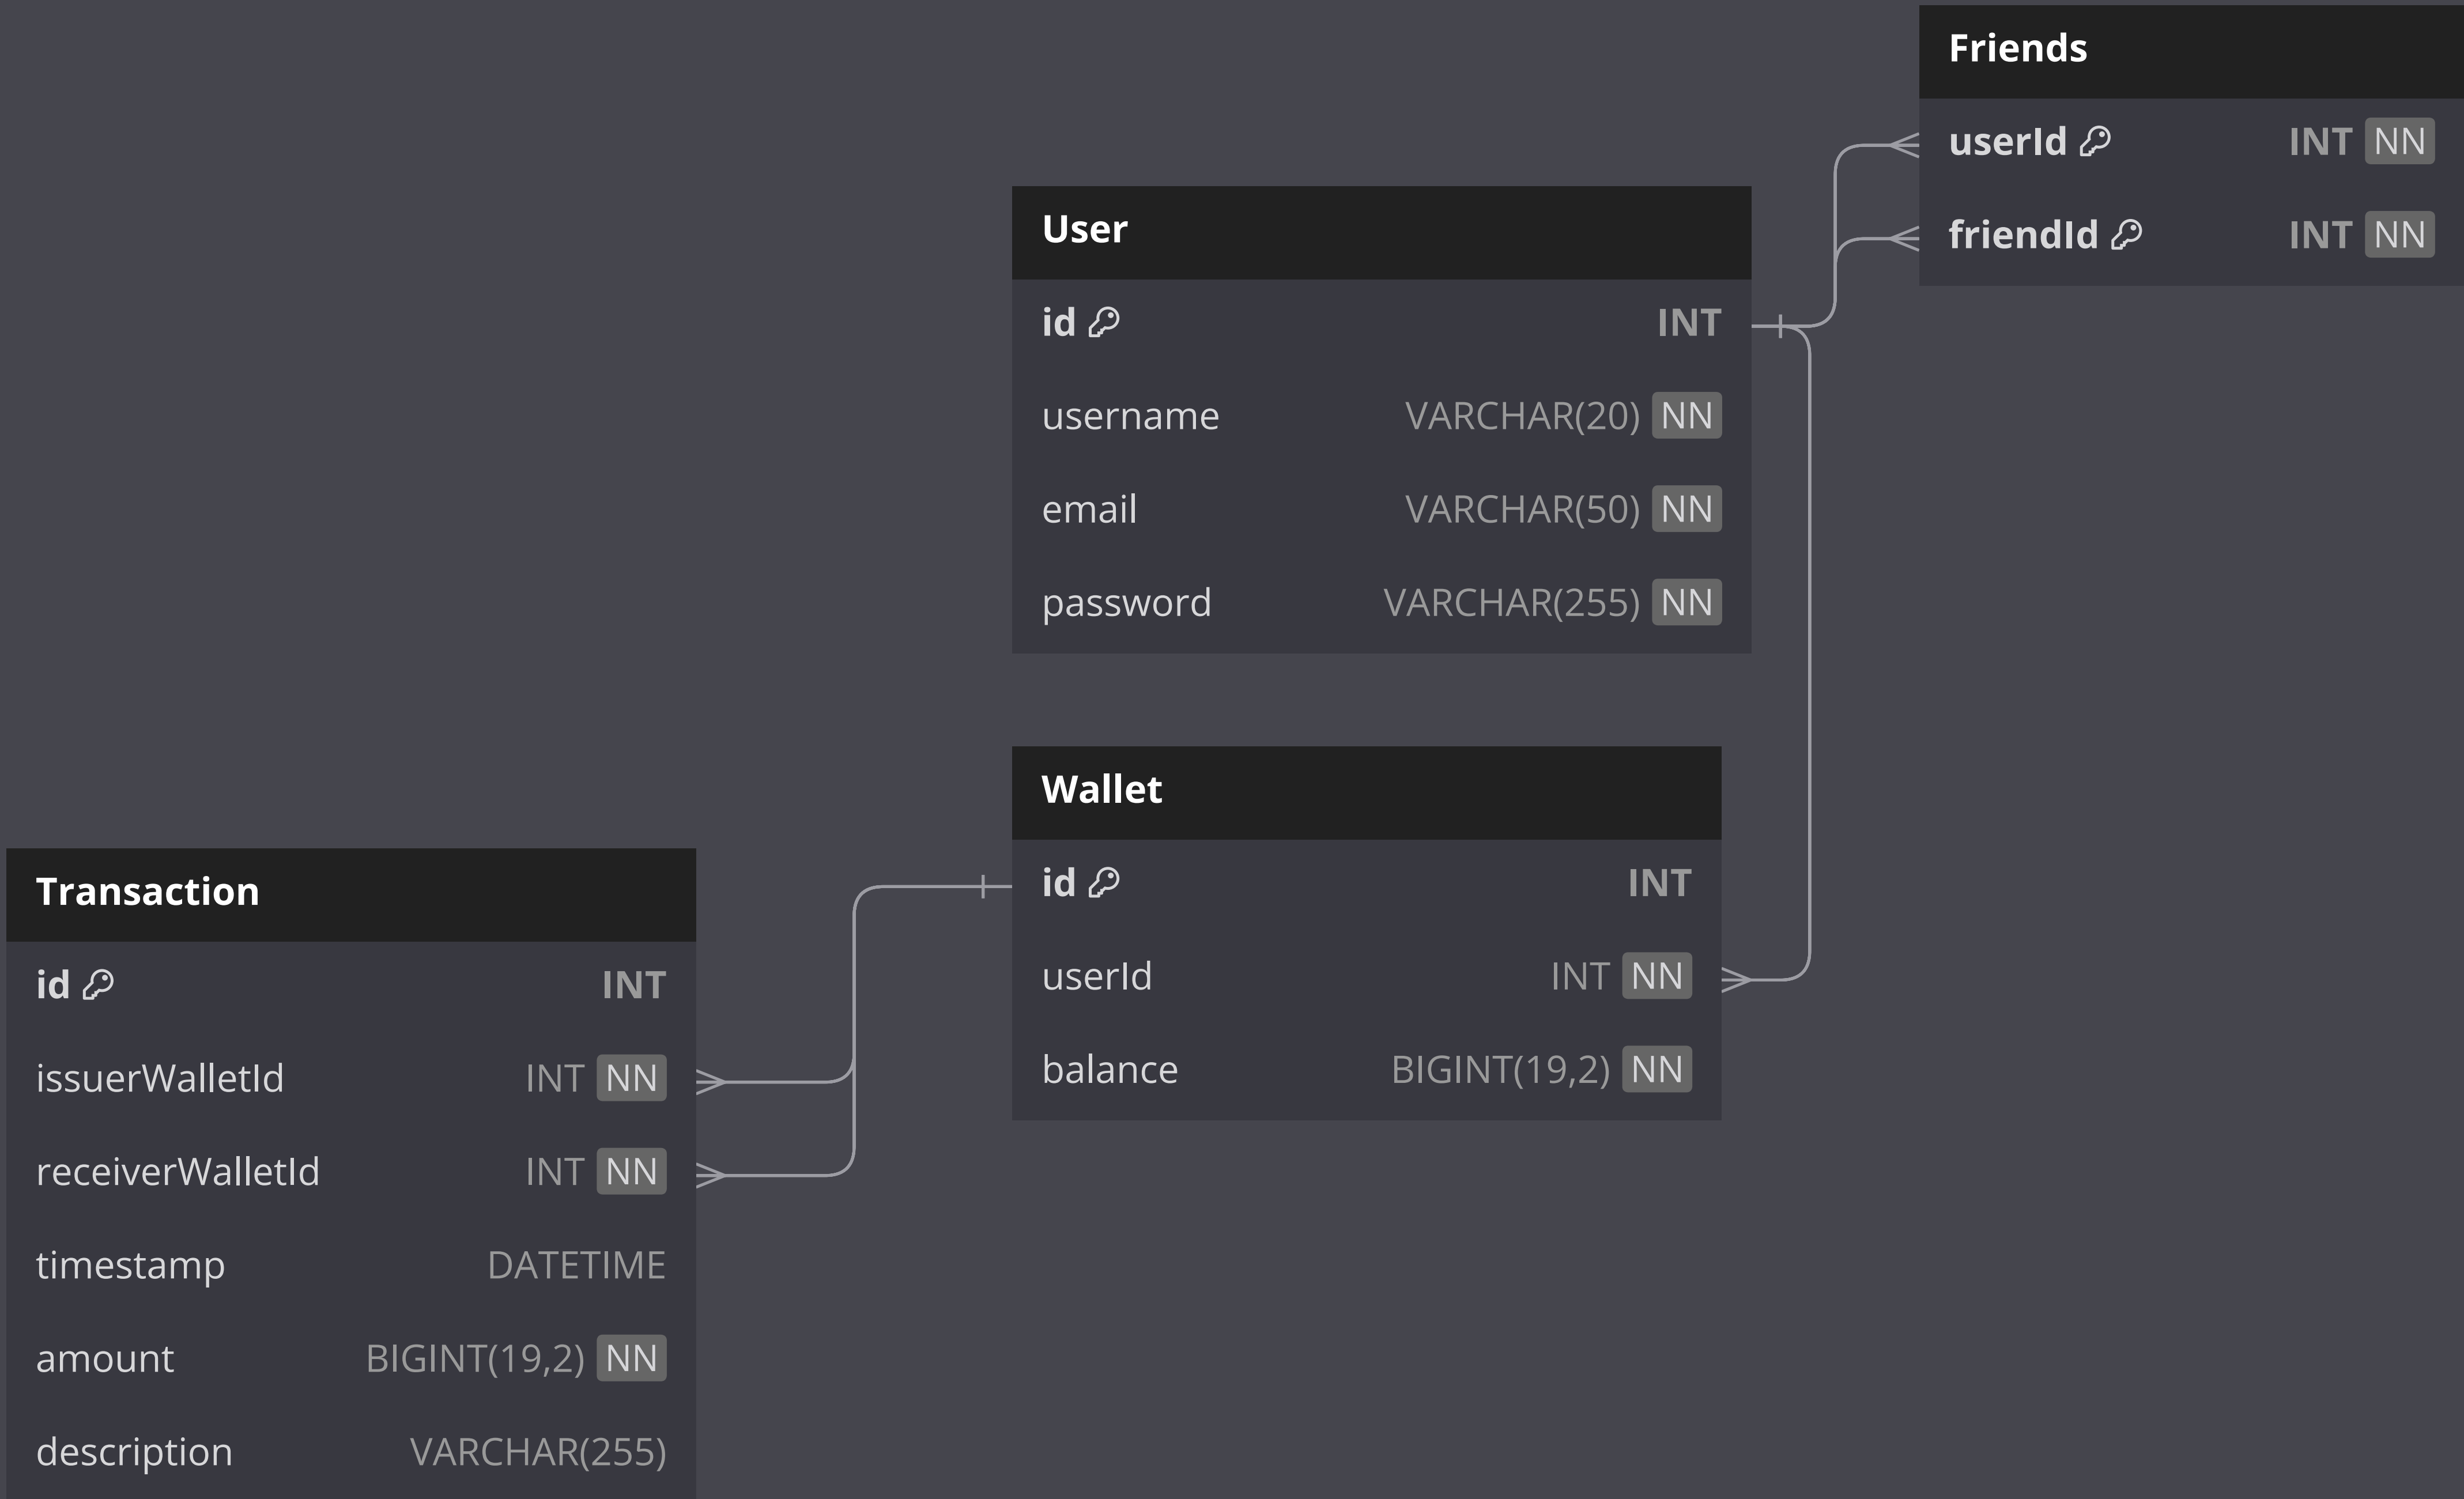 Friends
userId INT NN
friendId INT NN
User
id INT
username VARCHAR(20) NN
email VARCHAR(50) NN
password VARCHAR(255) NN
Wallet
id INT
userId INT NN
balance BIGINT(19,2) NN
Transaction
id INT
issuerWalletId INT NN
receiverWalletId INT NN
timestamp DATETIME
amount BIGINT(19,2) NN
description VARCHAR(255)